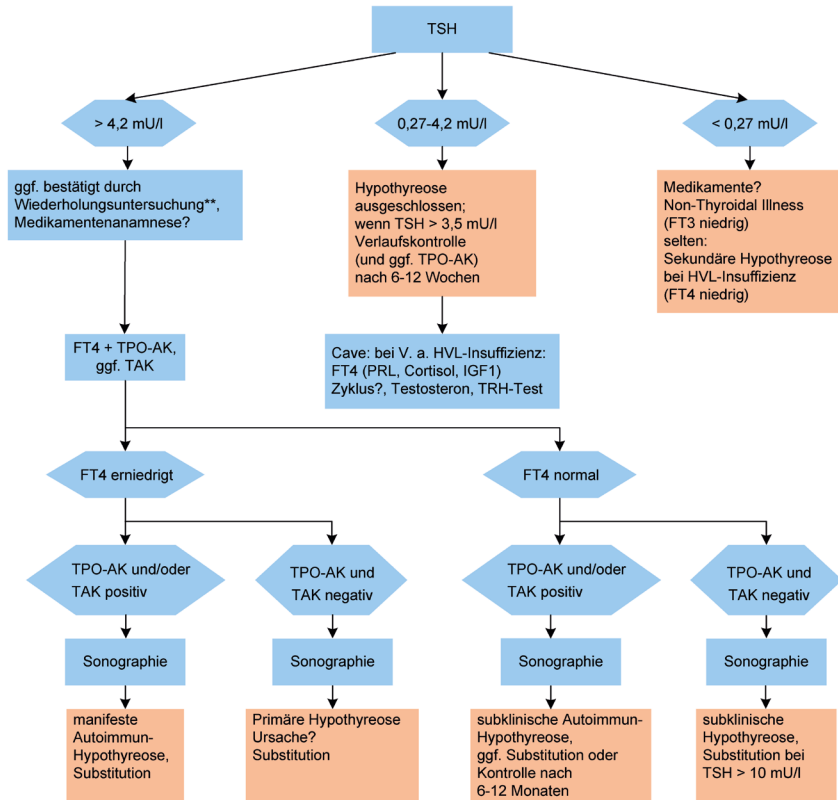 TSH
> 4,2 mU/l
0,27-4,2 mU/l
< 0,27 mU/l
ggf. bestätigt durch
Wiederholungsuntersuchung**,
Medikamentenanamnese?
Hypothyreose
ausgeschlossen;
wenn TSH > 3,5 mU/l
Verlaufskontrolle
(und ggf. TPO-AK)
nach 6-12 Wochen
Medikamente?
Non-Thyroidal Illness
(FT3 niedrig)
selten:
Sekundäre Hypothyreose
bei HVL-Insuffizienz
(FT4 niedrig)
FT4 + TPO-AK,
ggf. TAK
Cave: bei V. a. HVL-Insuffizienz:
FT4 (PRL, Cortisol, IGF1)
Zyklus?, Testosteron, TRH-Test
FT4 erniedrigt
FT4 normal
TPO-AK und/oder
TAK positiv
TPO-AK und
TAK negativ
TPO-AK und/oder
TAK positiv
TPO-AK und
TAK negativ
Sonographie
Sonographie
Sonographie
Sonographie
manifeste
Autoimmun-
Hypothyreose,
Substitution
Primäre Hypothyreose
Ursache?
Substitution
subklinische Autoimmun-
Hypothyreose,
ggf. Substitution oder
Kontrolle nach
6-12 Monaten
subklinische
Hypothyreose,
Substitution bei
TSH > 10 mU/l